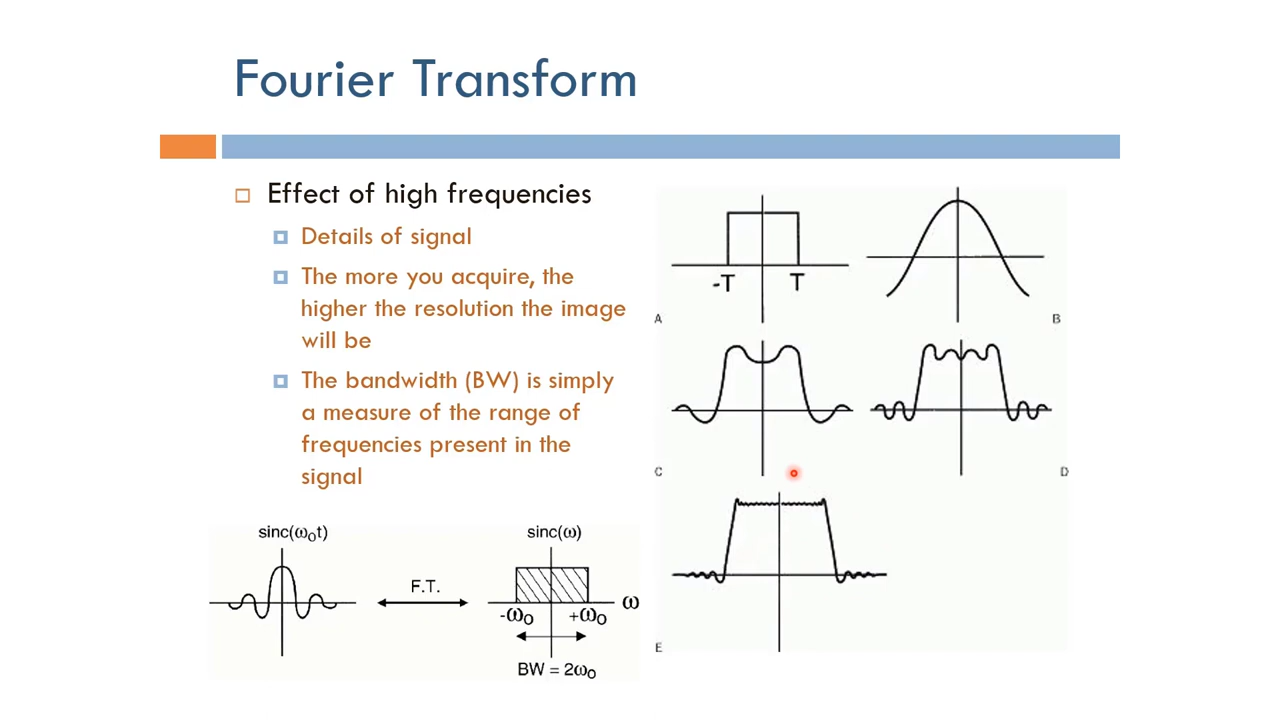 Fourier Transform
Effect of high frequencies
Details of signal
The more you acquire, the
higher the resolution the image
will be
The bandwidth (BW) is simply
a measure of the range of
frequencies present in the
signal
sinc(ω₀t)
F.T.
sinc(ω)
ω
-ω₀ +ω₀
BW = 2ω₀
-T T
A
B
C
D
E